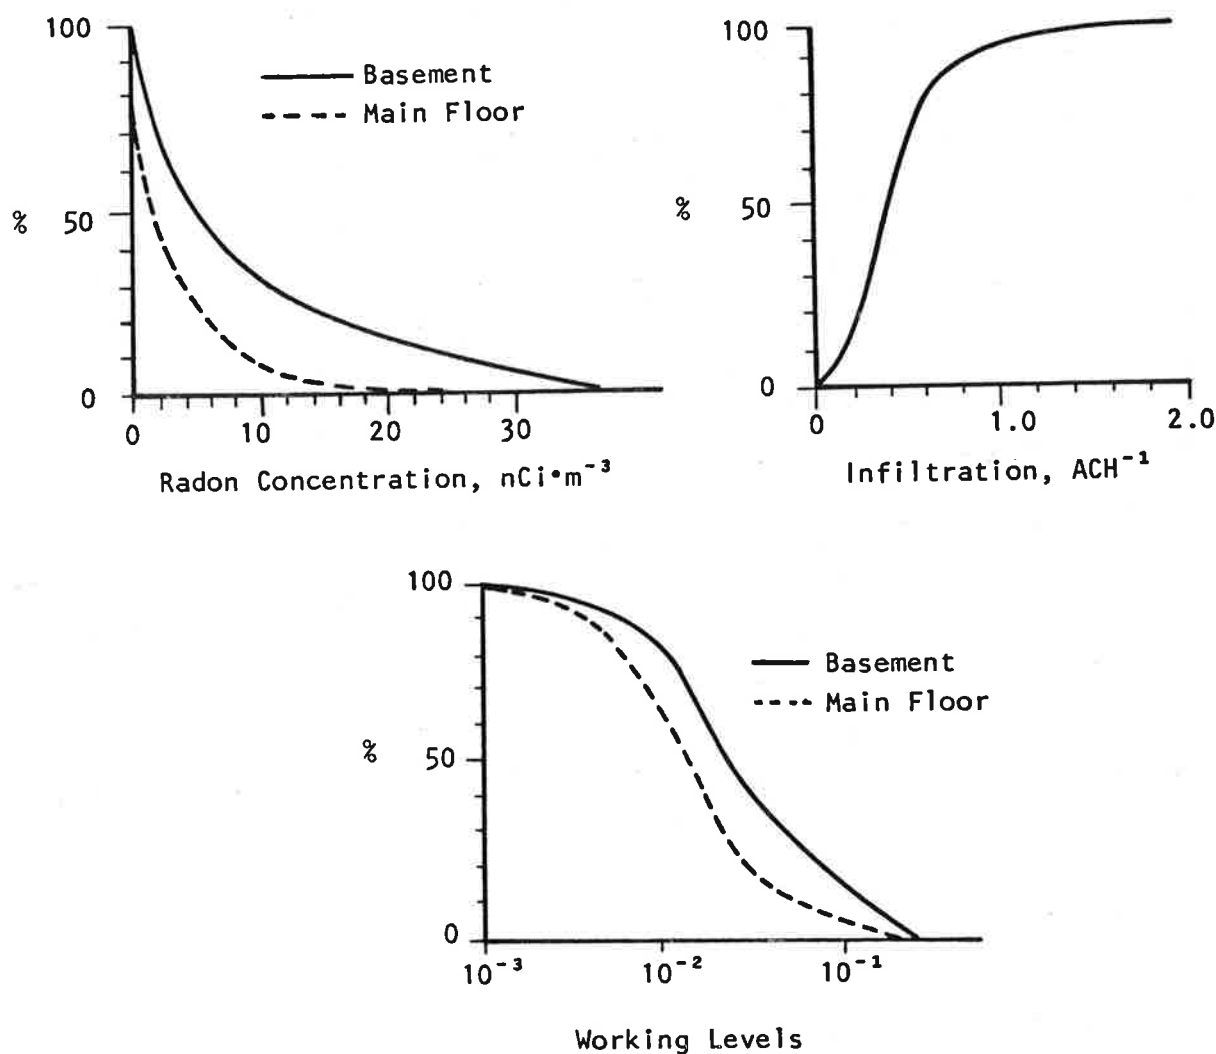 100
Basement
Main Floor
% 50
0
0 10 20 30
Radon Concentration, nCi•m⁻³
100
% 50
0
0 1.0 2.0
Infiltration, ACH⁻¹
100
Basement
Main Floor
% 50
0
10⁻³ 10⁻² 10⁻¹
Working Levels